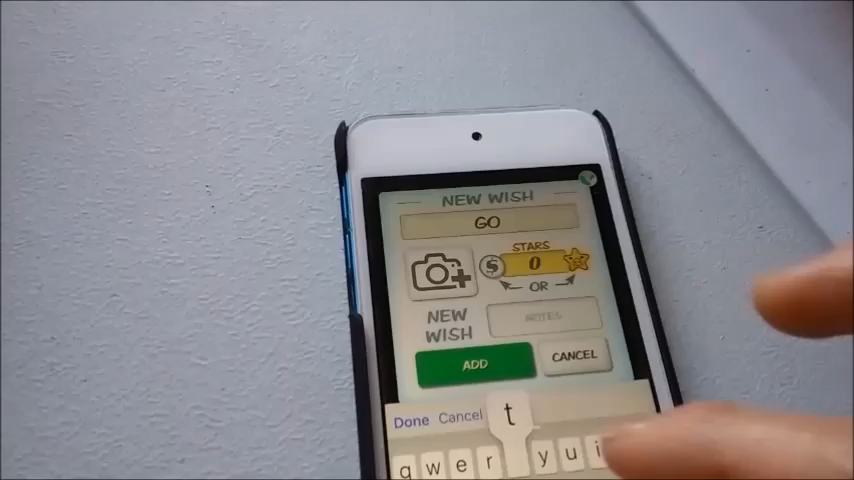 NEW WISH
GO
STARS
$ 0
OR
NEW
WISH
NOTES
ADD
CANCEL
Done Cancel t
q w e r y u i